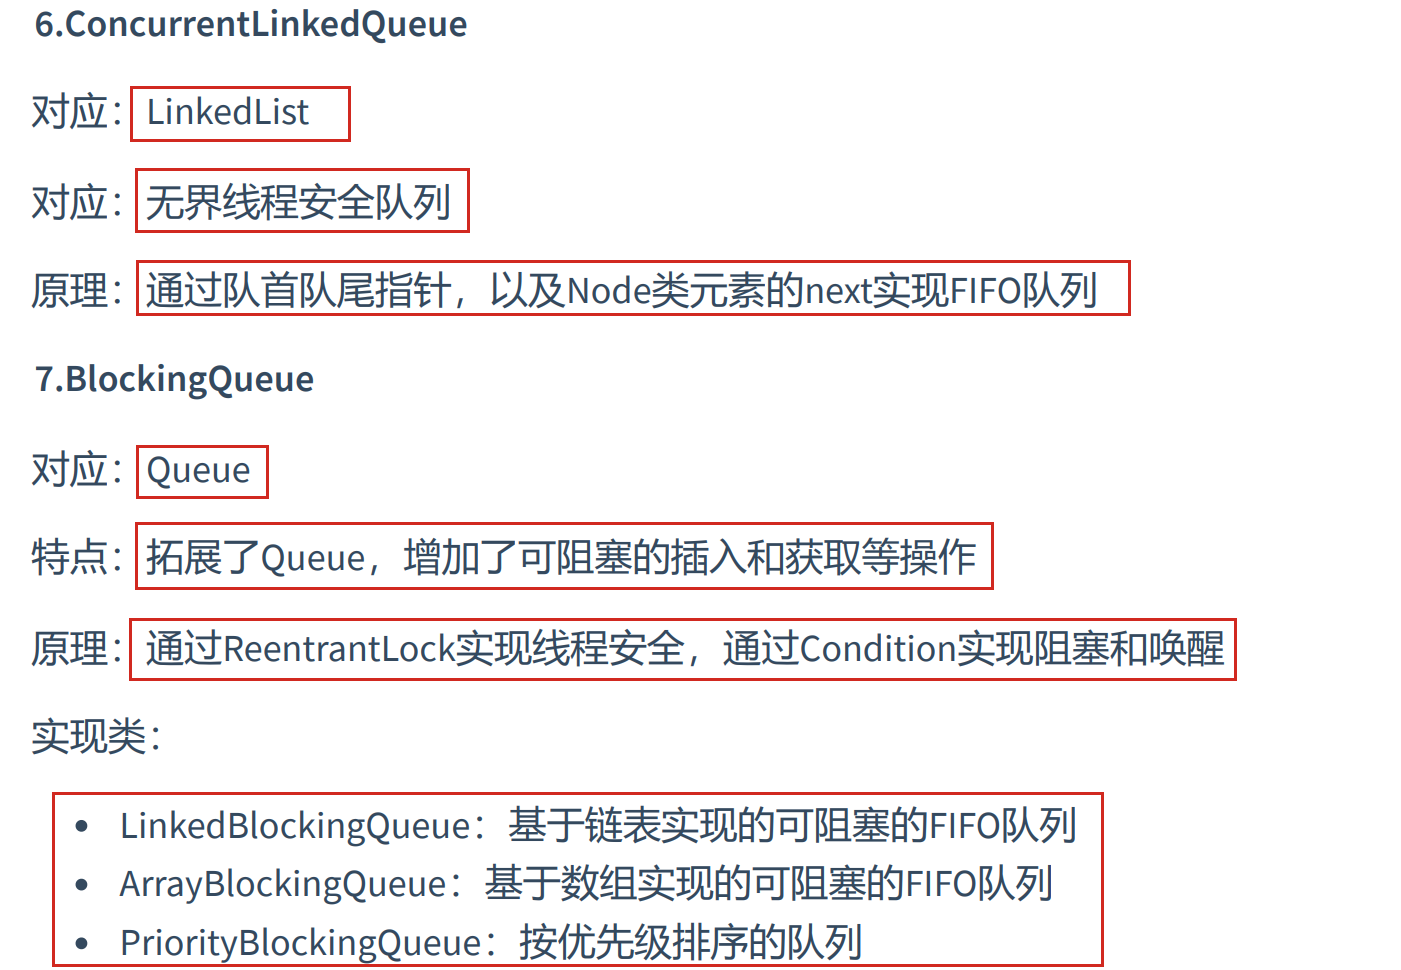 6.ConcurrentLinkedQueue
对应：LinkedList
对应：无界线程安全队列
原理：通过队首队尾指针，以及Node类元素的next实现FIFO队列
7.BlockingQueue
对应：Queue
特点：拓展了Queue，增加了可阻塞的插入和获取等操作
原理：通过ReentrantLock实现线程安全，通过Condition实现阻塞和唤醒
实现类：
• LinkedBlockingQueue：基于链表实现的可阻塞的FIFO队列
• ArrayBlockingQueue：基于数组实现的可阻塞的FIFO队列
• PriorityBlockingQueue：按优先级排序的队列